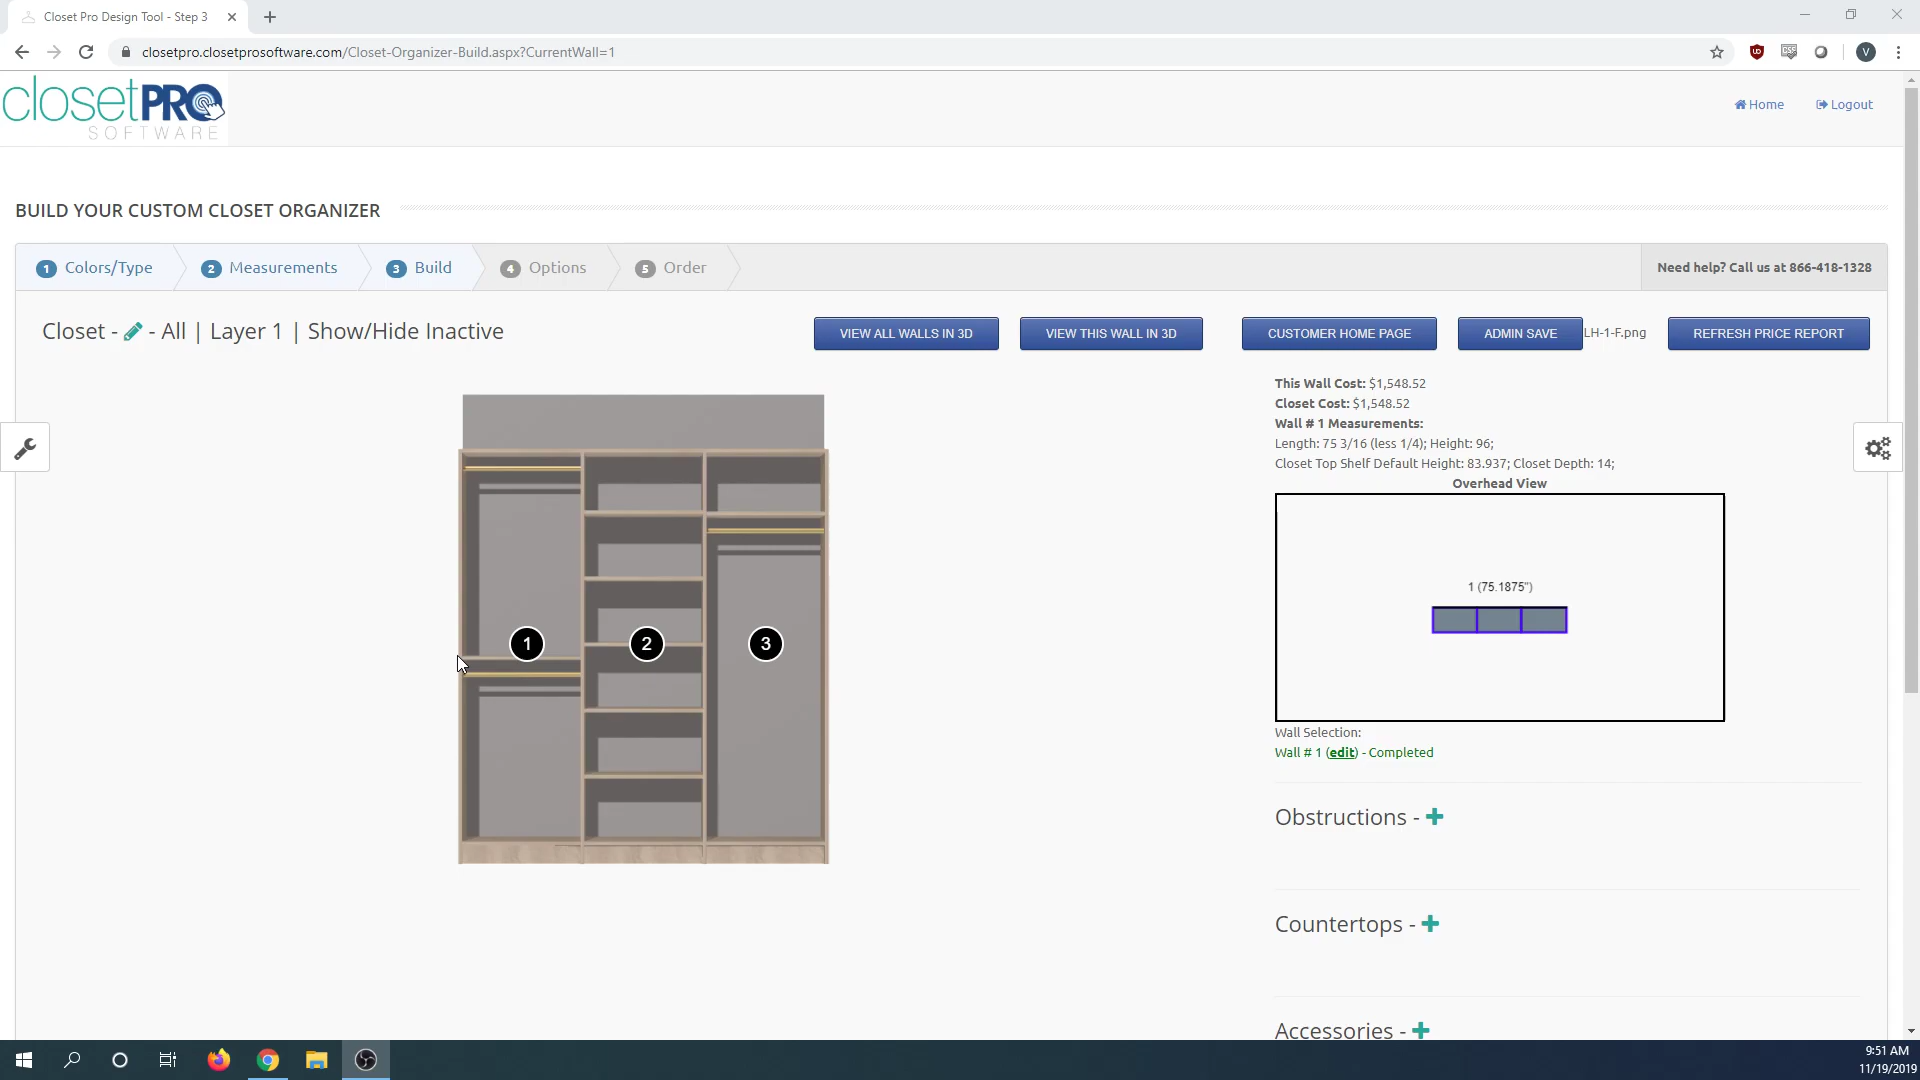 Closet Pro Design Tool - Step 3
closetpro.closetprosoftware.com/Closet-Organizer-Build.aspx?CurrentWall=1
V
closetPRO
SOFTWARE
Home
Logout
BUILD YOUR CUSTOM CLOSET ORGANIZER
1 Colors/Type
2 Measurements
3 Build
4 Options
5 Order
Need help? Call us at 866-418-1328
Closet - - All | Layer 1 | Show/Hide Inactive
VIEW ALL WALLS IN 3D
VIEW THIS WALL IN 3D
CUSTOMER HOME PAGE
ADMIN SAVE
LH-1-F.png
REFRESH PRICE REPORT
This Wall Cost: $1,548.52
Closet Cost: $1,548.52
Wall # 1 Measurements:
Length: 75 3/16 (less 1/4); Height: 96;
Closet Top Shelf Default Height: 83.937; Closet Depth: 14;
Overhead View
1 (75.1875")
1
2
3
Wall Selection:
Wall # 1 (edit) - Completed
Obstructions - +
Countertops - +
Accessories - +
9:51 AM
11/19/2019